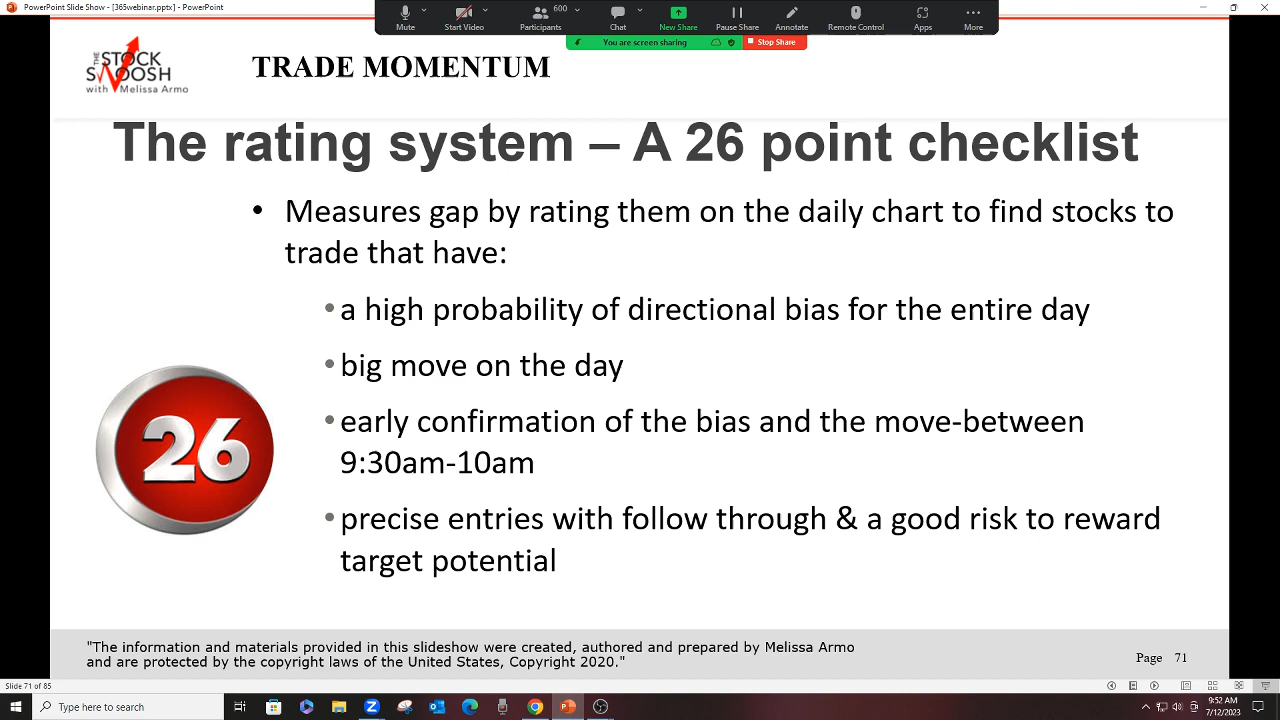 PowerPoint Slide Show - [365webinar.pptx] - PowerPoint
600
Mute
Start Video
Participants
Chat
New Share
Pause Share
Annotate
Remote Control
Apps
More
You are screen sharing
Stop Share
THE STOCK
SWOOSH
with Melissa Armo
TRADE MOMENTUM
The rating system – A 26 point checklist
• Measures gap by rating them on the daily chart to find stocks to
trade that have:
• a high probability of directional bias for the entire day
• big move on the day
• early confirmation of the bias and the move-between
9:30am-10am
• precise entries with follow through & a good risk to reward
target potential
26
"The information and materials provided in this slideshow were created, authored and prepared by Melissa Armo
and are protected by the copyright laws of the United States, Copyright 2020."
Page 71
Slide 71 of 85
Type here to search
9:52 AM
7/12/2023